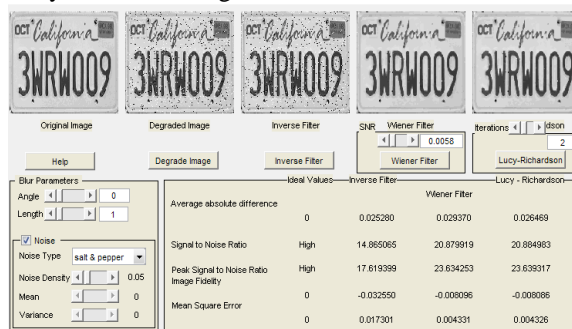 OCT California OCT California OCT California OCT California OCT California
3WRW009 3WRW009 3WRW009 3WRW009 3WRW009
Original Image Degraded Image Inverse Filter SNR Wiener Filter Iterations dson
0.0058 2
Help Degrade Image Inverse Filter Wiener Filter Lucy-Richardson
Blur Parameters Ideal Values Inverse Filter Lucy - Richardson
Wiener Filter
Angle 0
Average absolute difference
Length 1 0 0.025280 0.029370 0.026469
Noise Signal to Noise Ratio High 14.865065 20.879919 20.884983
Noise Type salt & pepper
Peak Signal to Noise Ratio High 17.619399 23.634253 23.639317
Noise Density 0.05 Image Fidelity
Mean 0 0 -0.032550 -0.008096 -0.008086
Mean Square Error
Variance 0 0 0.017301 0.004331 0.004326